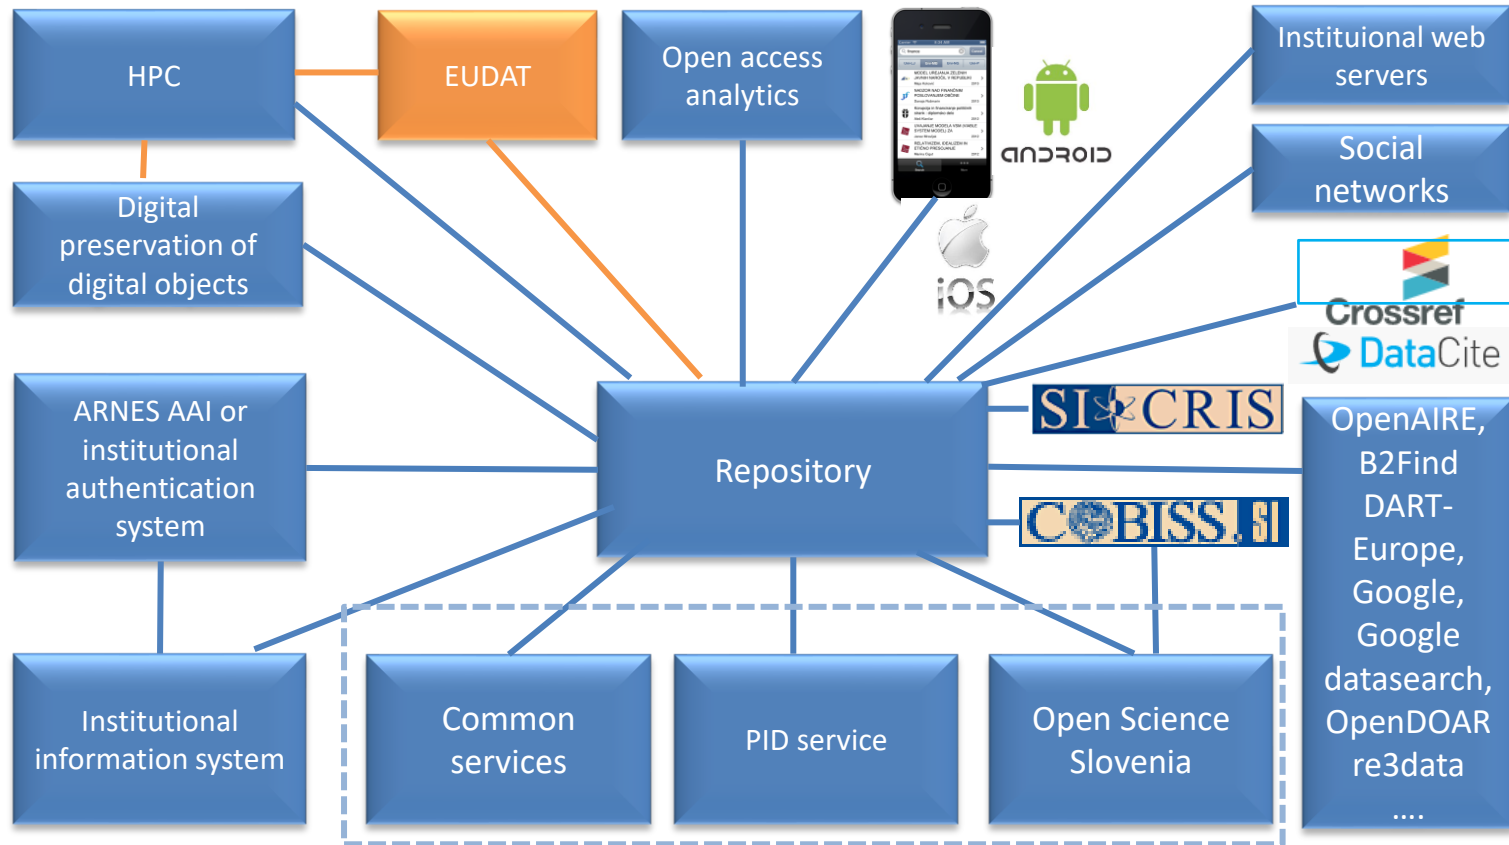 HPC
EUDAT
Open access
analytics
ANDROID
iOS
Instituional web
servers
Social
networks
Digital
preservation of
digital objects
Crossref
DataCite
ARNES AAI or
institutional
authentication
system
Repository
SICRIS
COBISS.SI
OpenAIRE,
B2Find
DART-
Europe,
Google,
Google
datasearch,
OpenDOAR
re3data
....
Institutional
information system
Common
services
PID service
Open Science
Slovenia